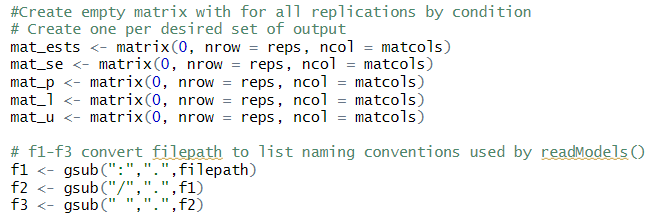 #Create empty matrix with for all replications by condition
# Create one per desired set of output
mat_ests <- matrix(0, nrow = reps, ncol = matcols)
mat_se <- matrix(0, nrow = reps, ncol = matcols)
mat_p <- matrix(0, nrow = reps, ncol = matcols)
mat_l <- matrix(0, nrow = reps, ncol = matcols)
mat_u <- matrix(0, nrow = reps, ncol = matcols)
# f1-f3 convert filepath to list naming conventions used by readModels()
f1 <- gsub(":",".",filepath)
f2 <- gsub("/",".",f1)
f3 <- gsub(" ",".",f2)